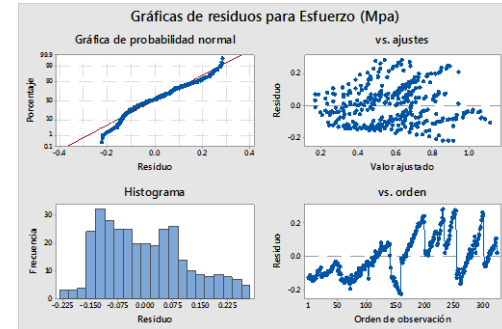 Gráficas de residuos para Esfuerzo (Mpa)
Gráfica de probabilidad normal
99.9
99
90
50
10
1
0.1
Porcentaje
-0.4 -0.2 0.0 0.2 0.4
Residuo
vs. ajustes
0.2
0.0
-0.2
Residuo
0.2 0.4 0.6 0.8 1.0
Valor ajustado
Histograma
30
20
10
0
Frecuencia
-0.225 -0.150 -0.075 0.000 0.075 0.150 0.225
Residuo
vs. orden
0.2
0.0
-0.2
Residuo
1 50 100 150 200 250 300
Orden de observación